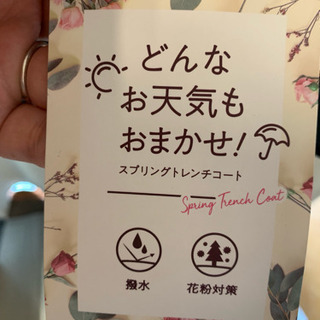 どんな
お天気も
おまかせ!
スプリングトレンチコート
Spring Trench Coat
撥水
花粉対策